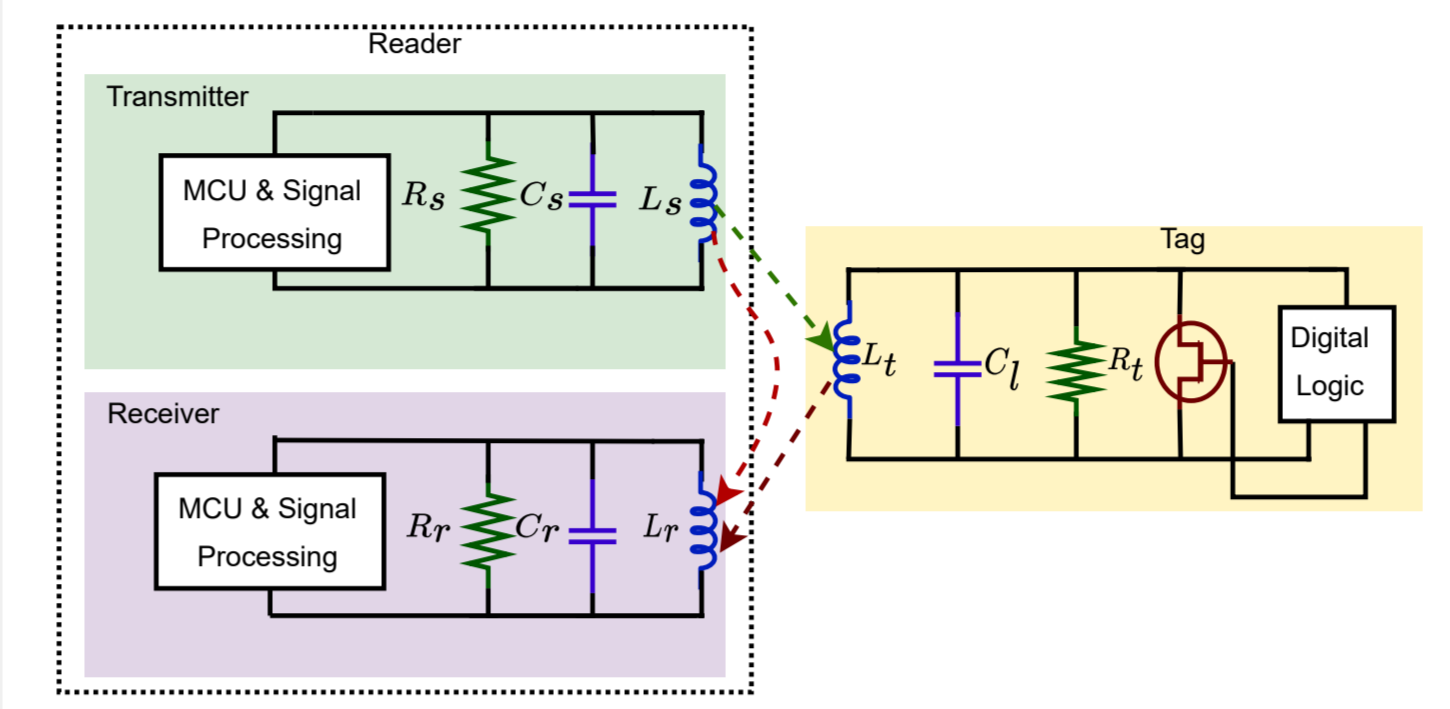 Reader
Transmitter
MCU & Signal
Processing
Rs
Cs
Ls
Receiver
MCU & Signal
Processing
Rr
Cr
Lr
Tag
Lt
Cl
Rt
Digital
Logic